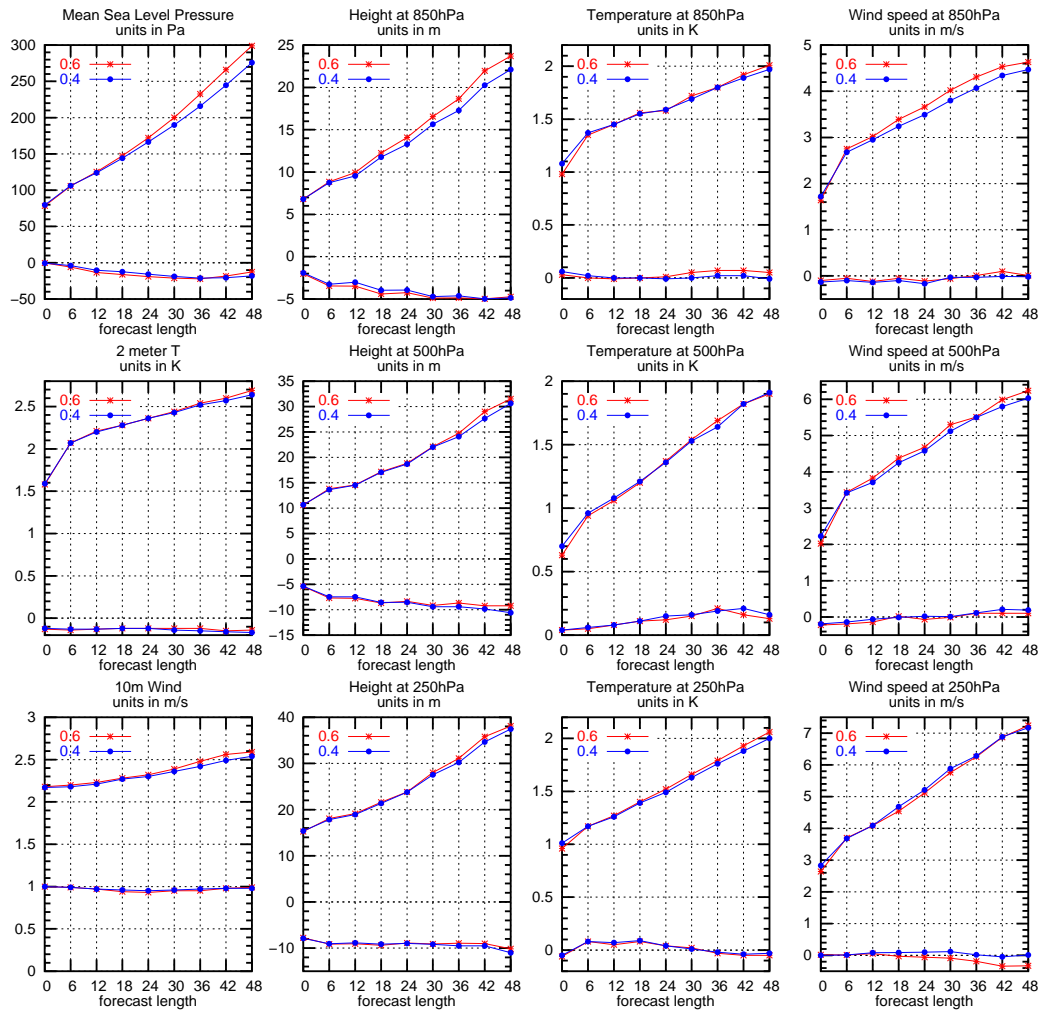 Mean Sea Level Pressure
units in Pa
300
250
200
150
100
50
0
−50
0.6
0.4
0 6 12 18 24 30 36 42 48
forecast length
Height at 850hPa
units in m
25
20
15
10
5
0
−5
0.6
0.4
0 6 12 18 24 30 36 42 48
forecast length
Temperature at 850hPa
units in K
2
1.5
1
0.5
0
0.6
0.4
0 6 12 18 24 30 36 42 48
forecast length
Wind speed at 850hPa
units in m/s
5
4
3
2
1
0
0.6
0.4
0 6 12 18 24 30 36 42 48
forecast length
2 meter T
units in K
2.5
2
1.5
1
0.5
0
0.6
0.4
0 6 12 18 24 30 36 42 48
forecast length
Height at 500hPa
units in m
35
30
25
20
15
10
5
0
−5
−10
−15
0.6
0.4
0 6 12 18 24 30 36 42 48
forecast length
Temperature at 500hPa
units in K
2
1.5
1
0.5
0
0.6
0.4
0 6 12 18 24 30 36 42 48
forecast length
Wind speed at 500hPa
units in m/s
6
5
4
3
2
1
0
0.6
0.4
0 6 12 18 24 30 36 42 48
forecast length
10m Wind
units in m/s
3
2.5
2
1.5
1
0.5
0
0.6
0.4
0 6 12 18 24 30 36 42 48
forecast length
Height at 250hPa
units in m
40
30
20
10
0
−10
0.6
0.4
0 6 12 18 24 30 36 42 48
forecast length
Temperature at 250hPa
units in K
2
1.5
1
0.5
0
0.6
0.4
0 6 12 18 24 30 36 42 48
forecast length
Wind speed at 250hPa
units in m/s
7
6
5
4
3
2
1
0
0.6
0.4
0 6 12 18 24 30 36 42 48
forecast length